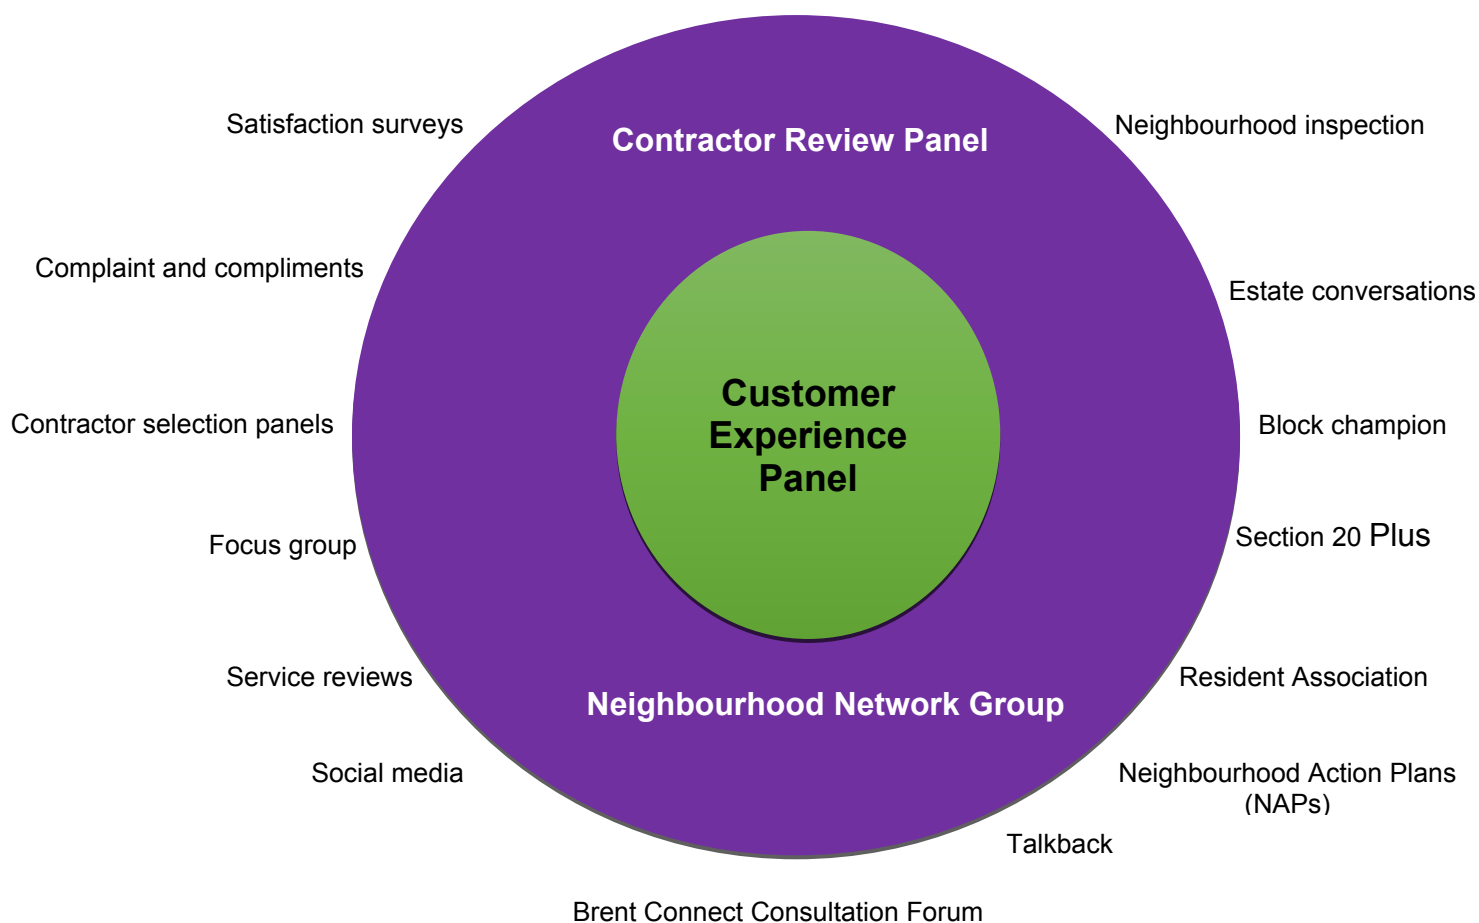 Satisfaction surveys
Contractor Review Panel
Neighbourhood inspection
Complaint and compliments
Estate conversations
Customer
Experience
Panel
Contractor selection panels
Block champion
Focus group
Section 20 Plus
Service reviews
Resident Association
Neighbourhood Network Group
Social media
Neighbourhood Action Plans
(NAPs)
Talkback
Brent Connect Consultation Forum